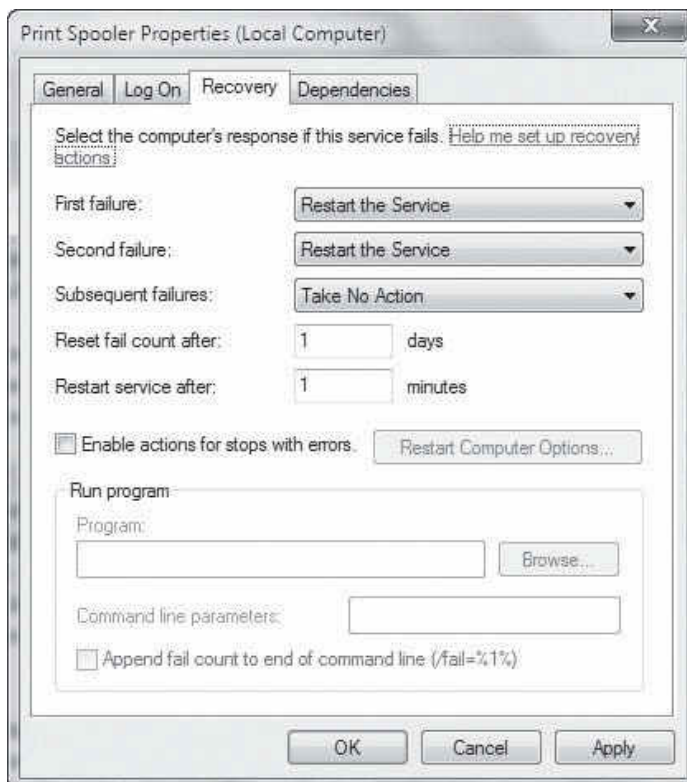 Print Spooler Properties (Local Computer)
General Log On Recovery Dependencies
Select the computer's response if this service fails. Help me set up recovery
actions.
First failure: Restart the Service
Second failure: Restart the Service
Subsequent failures: Take No Action
Reset fail count after: 1 days
Restart service after: 1 minutes
Enable actions for stops with errors. Restart Computer Options...
Run program
Program:
Browse...
Command line parameters:
Append fail count to end of command line (/fail=%1%)
OK Cancel Apply